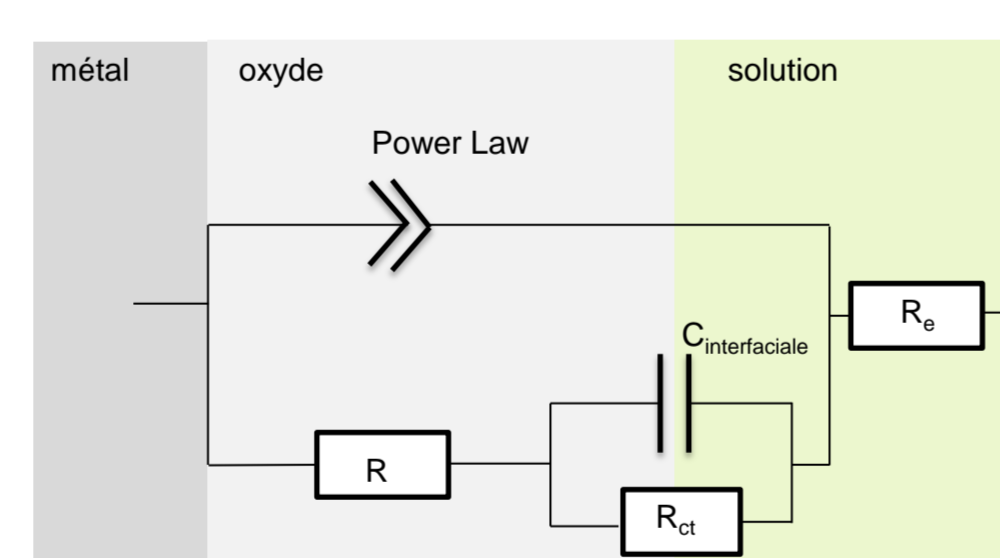 métal
oxyde
solution
Power Law
Cinterfaciale
Re
R
Rct